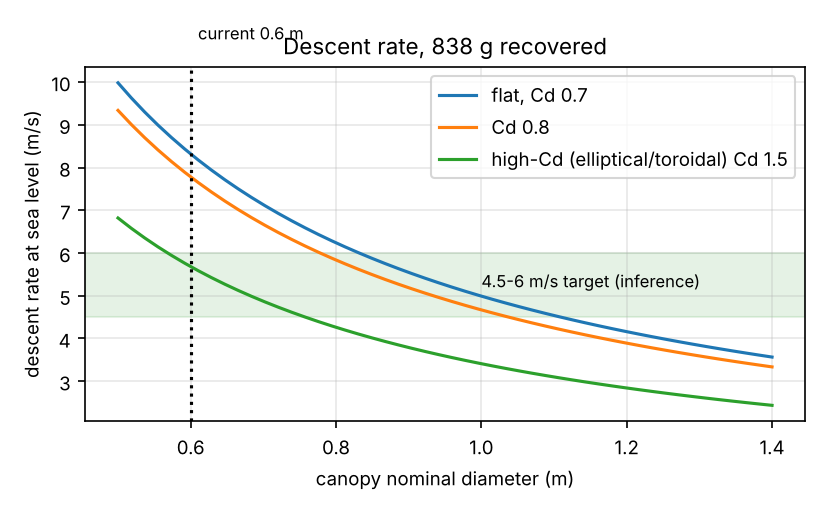 current 0.6 m
Descent rate, 838 g recovered
flat, Cd 0.7
Cd 0.8
high-Cd (elliptical/toroidal) Cd 1.5
4.5-6 m/s target (inference)
descent rate at sea level (m/s)
10
9
8
7
6
5
4
3
0.6
0.8
1.0
1.2
1.4
canopy nominal diameter (m)